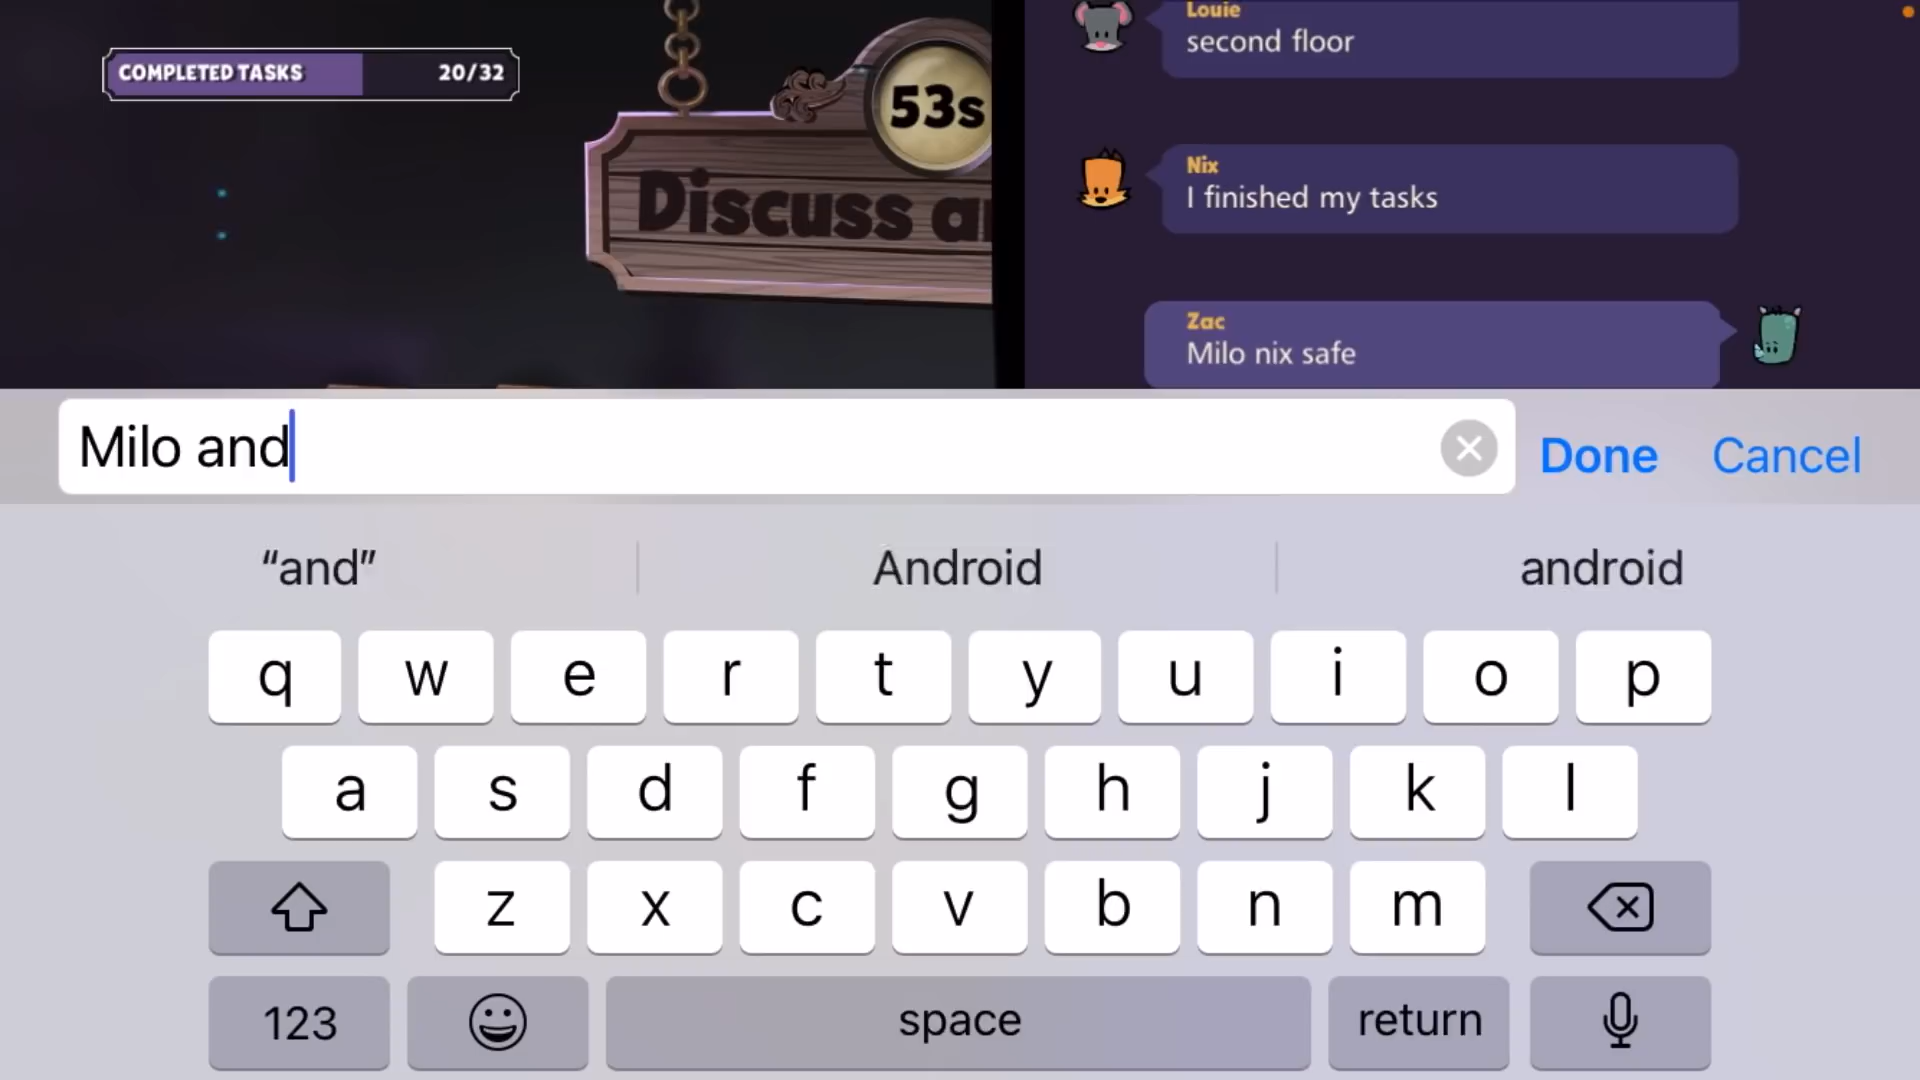 COMPLETED TASKS 20/32
53s
Discuss a
Louie
second floor
Nix
I finished my tasks
Zac
Milo nix safe
Milo and
Done Cancel
“and” Android android
q w e r t y u i o p
a s d f g h j k l
z x c v b n m
123 space return